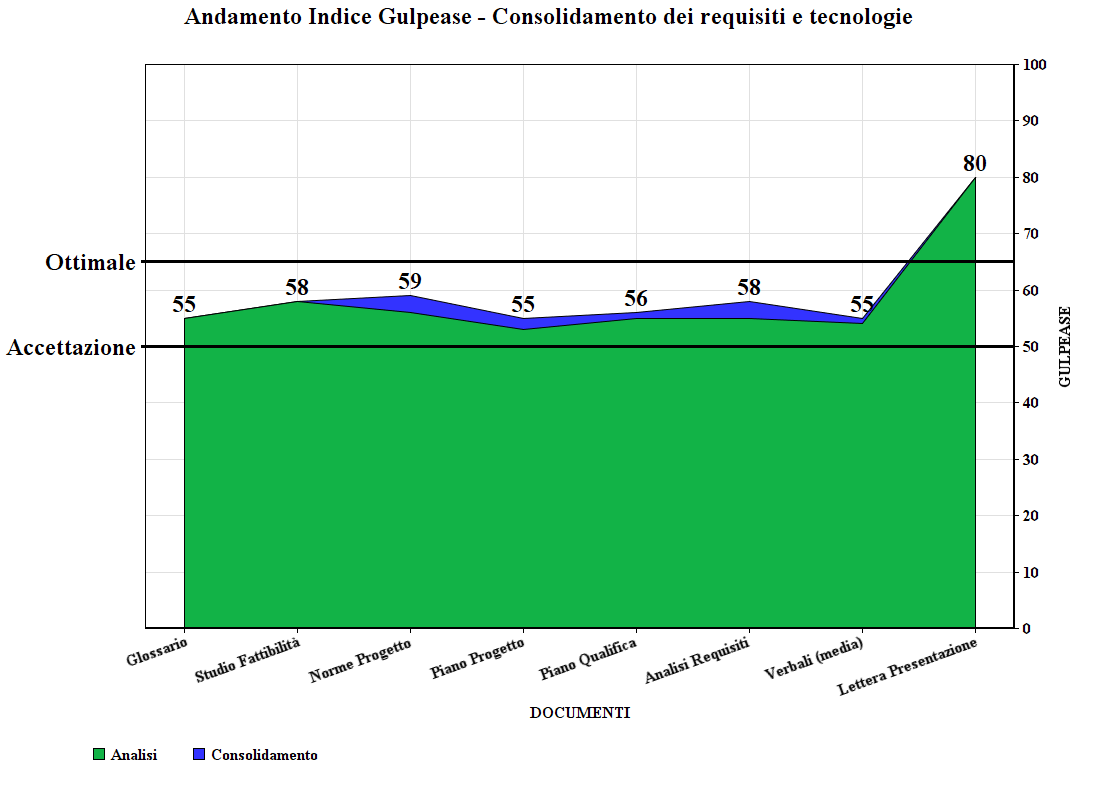 Andamento Indice Gulpease - Consolidamento dei requisiti e tecnologie
100
90
80
70
60
50
40
30
20
10
0
GULPEASE
Ottimale
Accettazione
55
58
59
55
56
58
55
80
Glossario
Studio Fattibilità
Norme Progetto
Piano Progetto
Piano Qualifica
Analisi Requisiti
Verbali (media)
Lettera Presentazione
DOCUMENTI
Analisi
Consolidamento